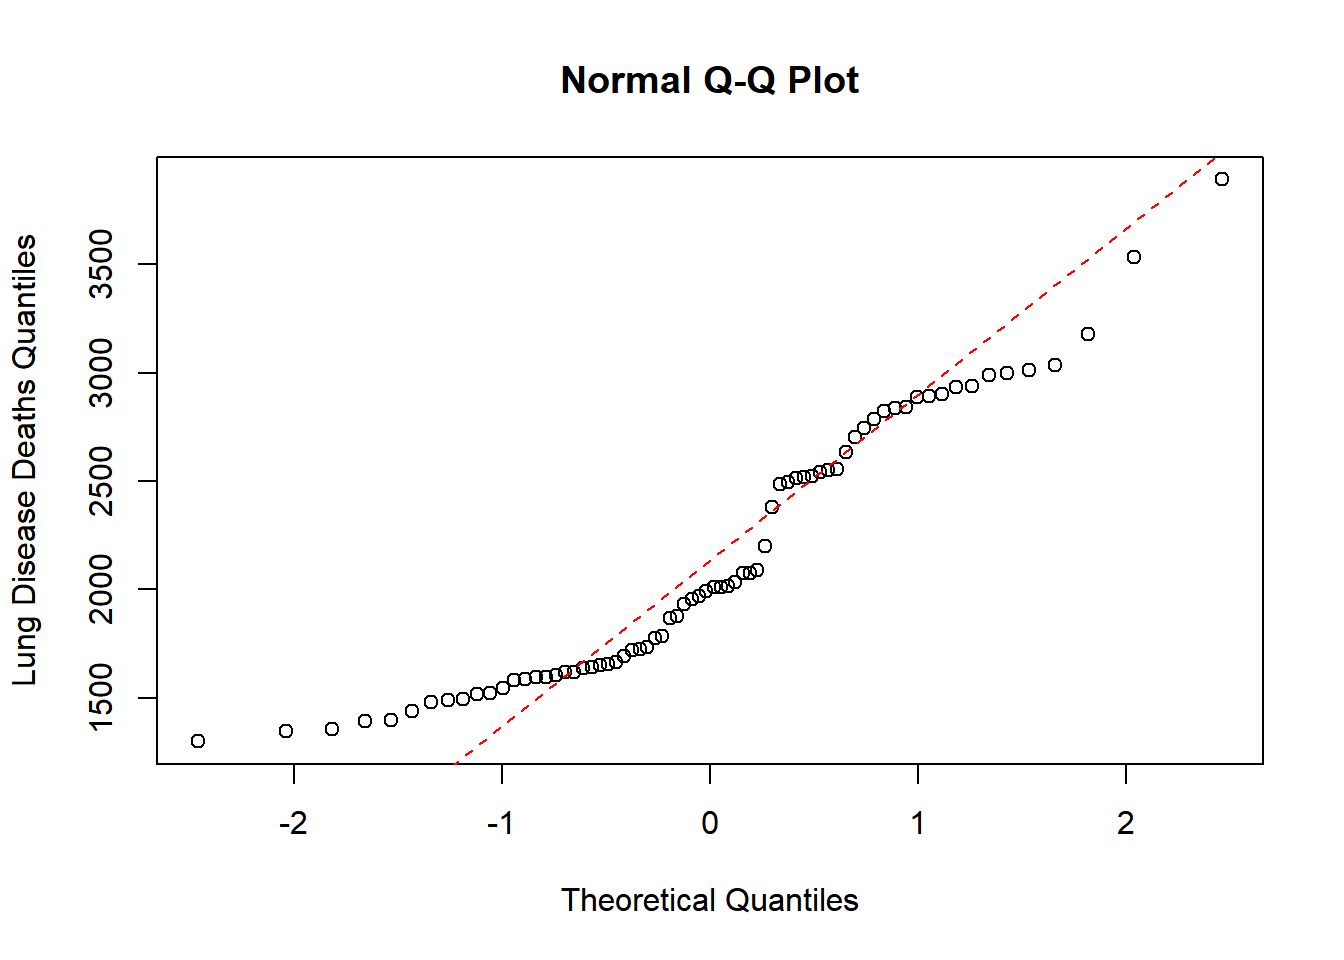 Normal Q-Q Plot
Lung Disease Deaths Quantiles
3500
3000
2500
2000
1500
-2 -1 0 1 2
Theoretical Quantiles